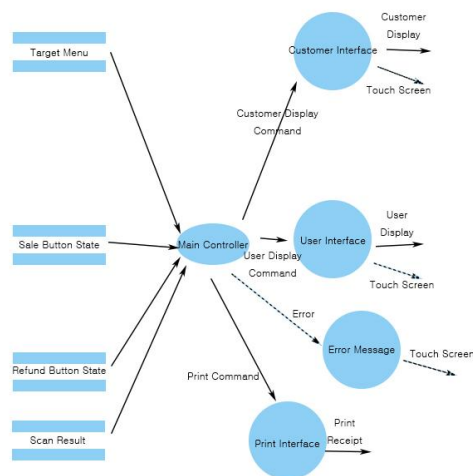 Customer
Display
Target Menu
Customer Interface
Touch Screen
Customer Display
Command
User
Display
Sale Button State
Main Controller
User Interface
User Display
Command
Touch Screen
Error
Error Message
Touch Screen
Refund Button State
Print Command
Print
Receipt
Scan Result
Print Interface